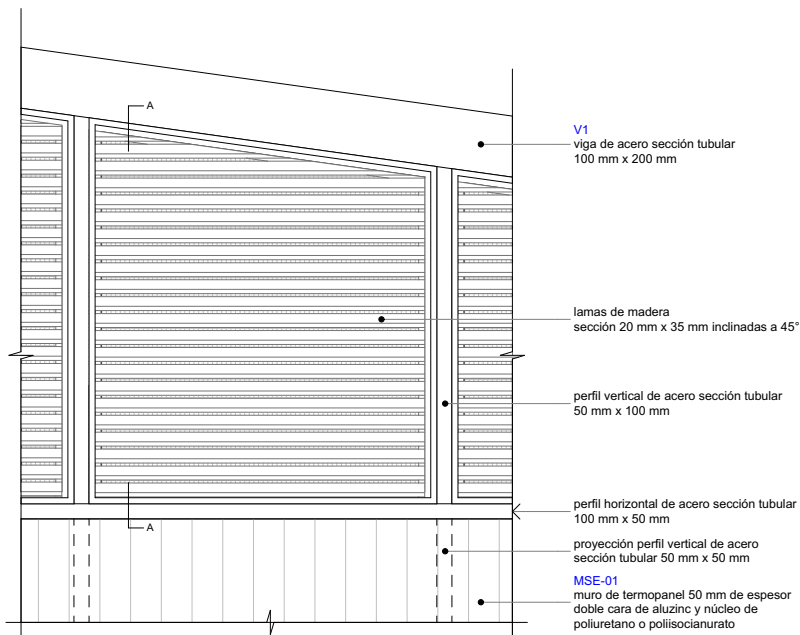 A
V1
viga de acero sección tubular
100 mm x 200 mm
lamas de madera
sección 20 mm x 35 mm inclinadas a 45°
perfil vertical de acero sección tubular
50 mm x 100 mm
perfil horizontal de acero sección tubular
100 mm x 50 mm
A
proyección perfil vertical de acero
sección tubular 50 mm x 50 mm
MSE-01
muro de termopanel 50 mm de espesor
doble cara de aluzinc y núcleo de
poliuretano o poliisocianurato